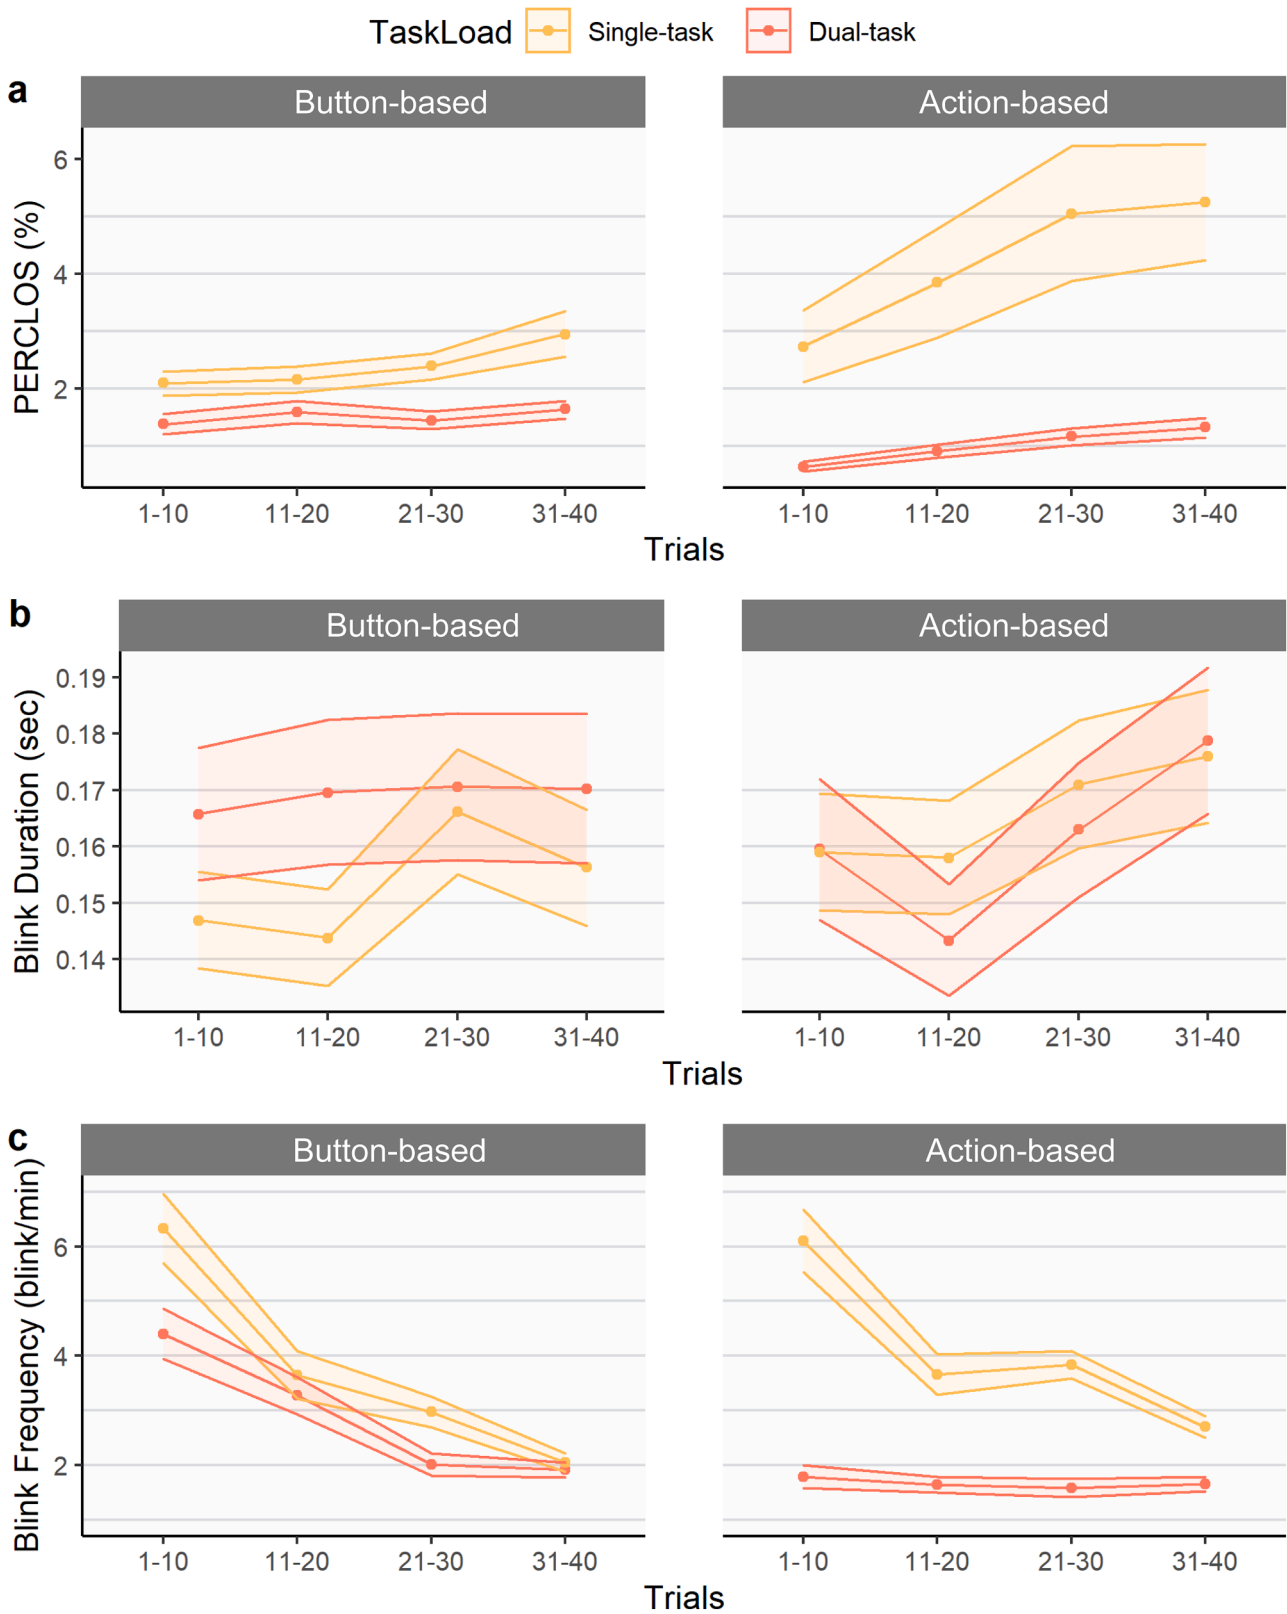 TaskLoad Single-task Dual-task
a
Button-based Action-based
PERCLOS (%)
6
4
2
1-10 11-20 21-30 31-40 1-10 11-20 21-30 31-40
Trials
b
Button-based Action-based
Blink Duration (sec)
0.19
0.18
0.17
0.16
0.15
0.14
1-10 11-20 21-30 31-40 1-10 11-20 21-30 31-40
Trials
c
Button-based Action-based
Blink Frequency (blink/min)
6
4
2
1-10 11-20 21-30 31-40 1-10 11-20 21-30 31-40
Trials